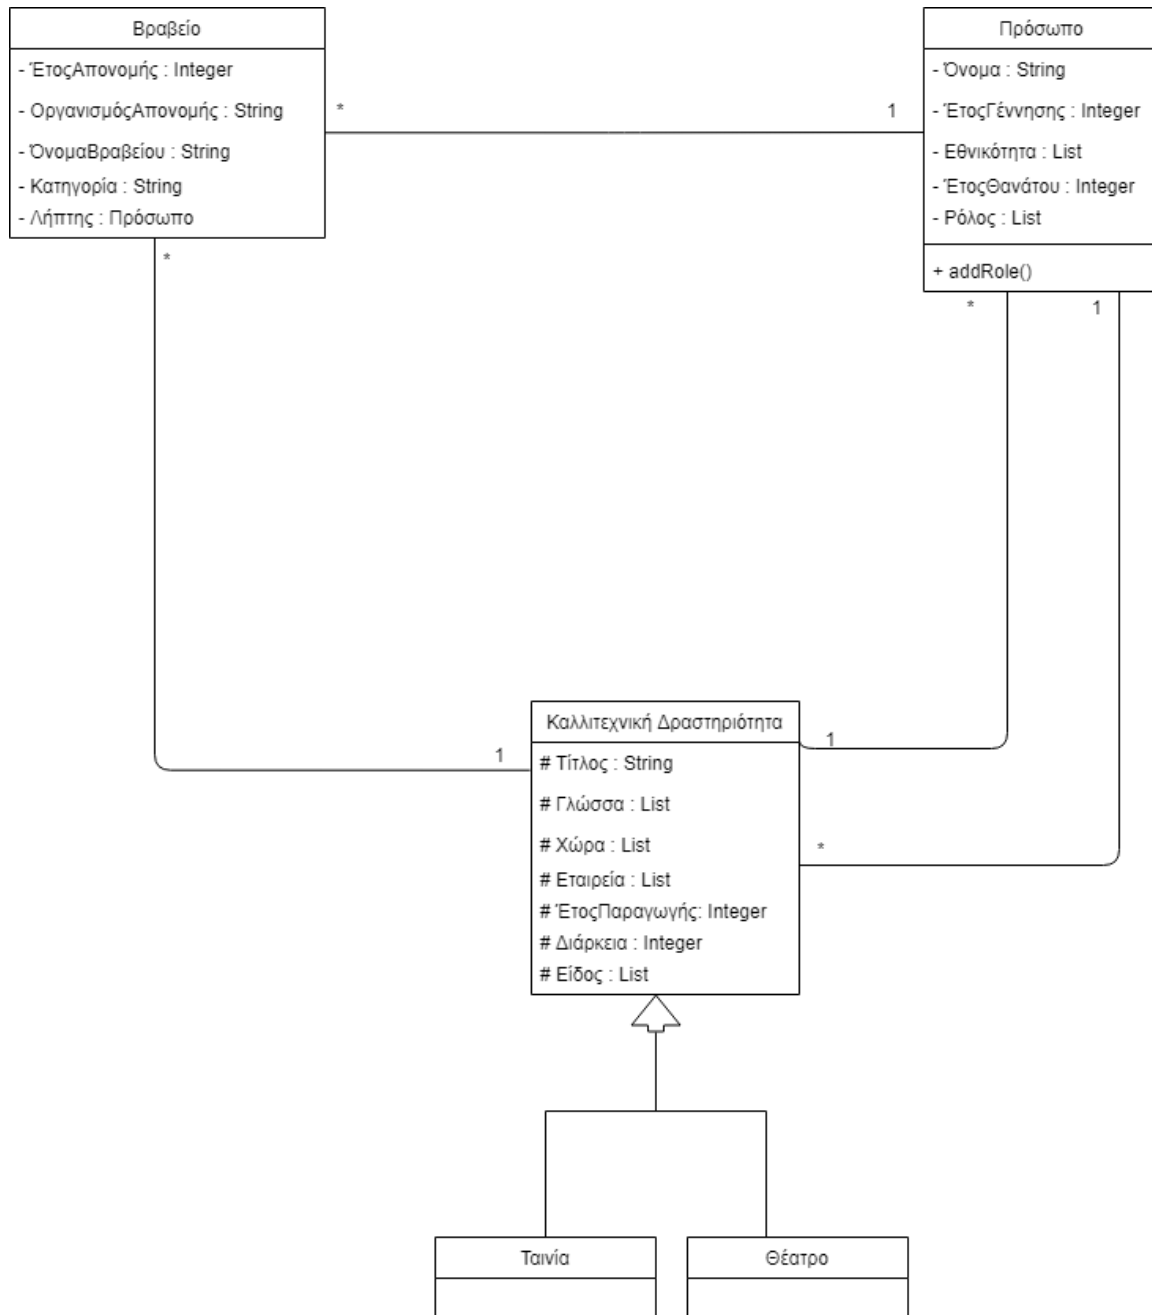 Βραβείο
- ΈτοςΑπονομής : Integer
- ΟργανισμόςΑπονομής : String
- ΌνομαΒραβείου : String
- Κατηγορία : String
- Λήπτης : Πρόσωπο
*
1
*
Πρόσωπο
- Όνομα : String
- ΈτοςΓέννησης : Integer
- Εθνικότητα : List
- ΈτοςΘανάτου : Integer
- Ρόλος : List
+ addRole()
*
1
Καλλιτεχνική Δραστηριότητα
# Τίτλος : String
# Γλώσσα : List
# Χώρα : List
# Εταιρεία : List
# ΈτοςΠαραγωγής: Integer
# Διάρκεια : Integer
# Είδος : List
1
1
*
Ταινία
Θέατρο